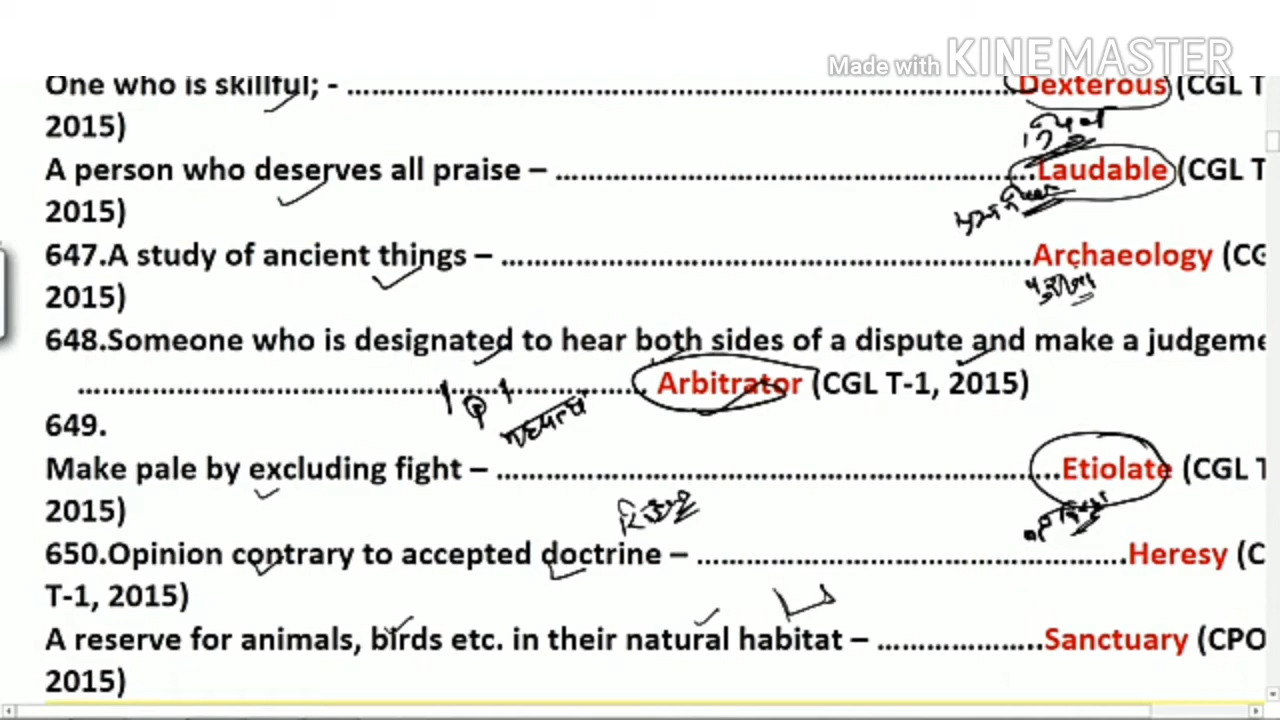 Made with KINEMASTER
One who is skillful; - ........................................................................................Dexterous (CGL T
2015)
A person who deserves all praise – ..............................................................Laudable (CGL T
2015)
647.A study of ancient things – .....................................................................Archaeology (CG
2015)
648.Someone who is designated to hear both sides of a dispute and make a judgeme
........................................................................... Arbitrator (CGL T-1, 2015)
649.
Make pale by excluding fight – .........................................................................Etiolate (CGL T
2015)
650.Opinion contrary to accepted doctrine – .......................................................Heresy (C
T-1, 2015)
A reserve for animals, birds etc. in their natural habitat – .....................Sanctuary (CPO
2015)